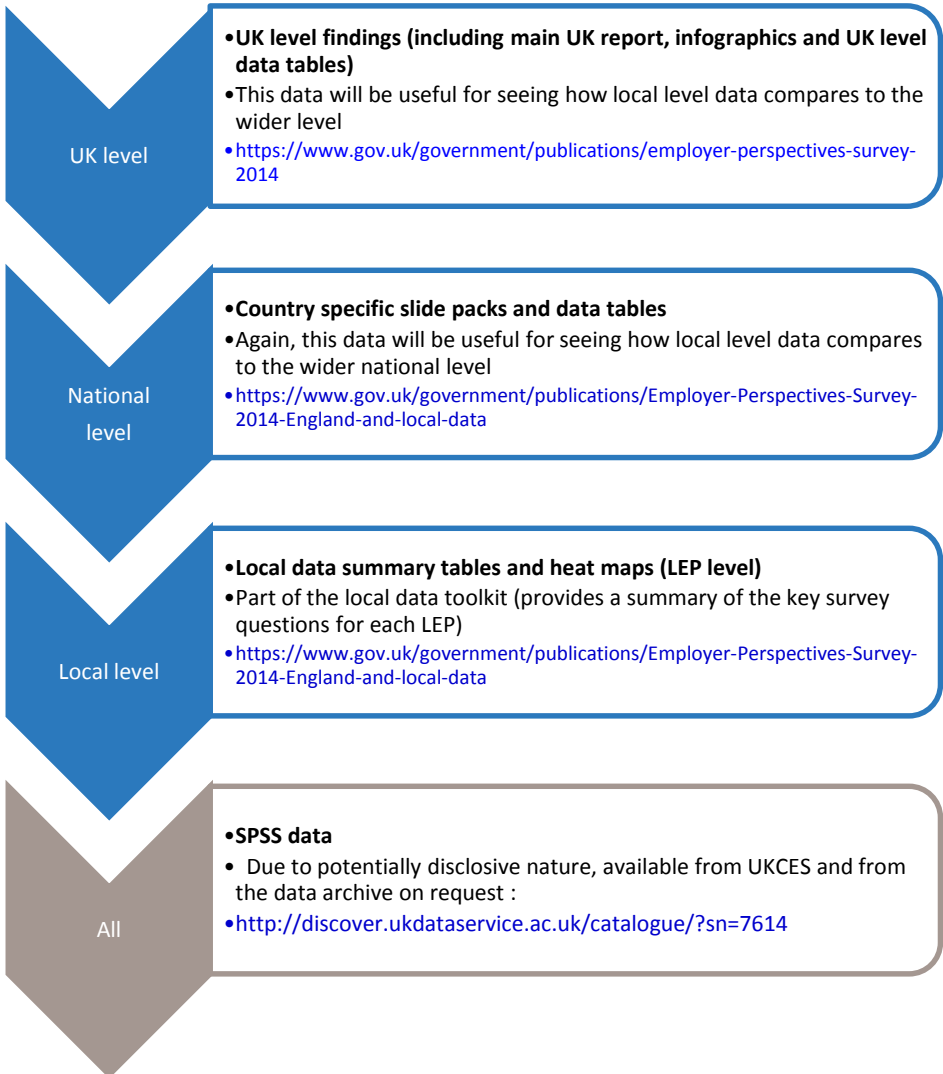 UK level
•UK level findings (including main UK report, infographics and UK level
data tables)
•This data will be useful for seeing how local level data compares to the
wider level
•https://www.gov.uk/government/publications/employer-perspectives-survey-
2014
National
level
•Country specific slide packs and data tables
•Again, this data will be useful for seeing how local level data compares
to the wider national level
•https://www.gov.uk/government/publications/Employer-Perspectives-Survey-
2014-England-and-local-data
Local level
•Local data summary tables and heat maps (LEP level)
•Part of the local data toolkit (provides a summary of the key survey
questions for each LEP)
•https://www.gov.uk/government/publications/Employer-Perspectives-Survey-
2014-England-and-local-data
All
•SPSS data
• Due to potentially disclosive nature, available from UKCES and from
the data archive on request :
•http://discover.ukdataservice.ac.uk/catalogue/?sn=7614